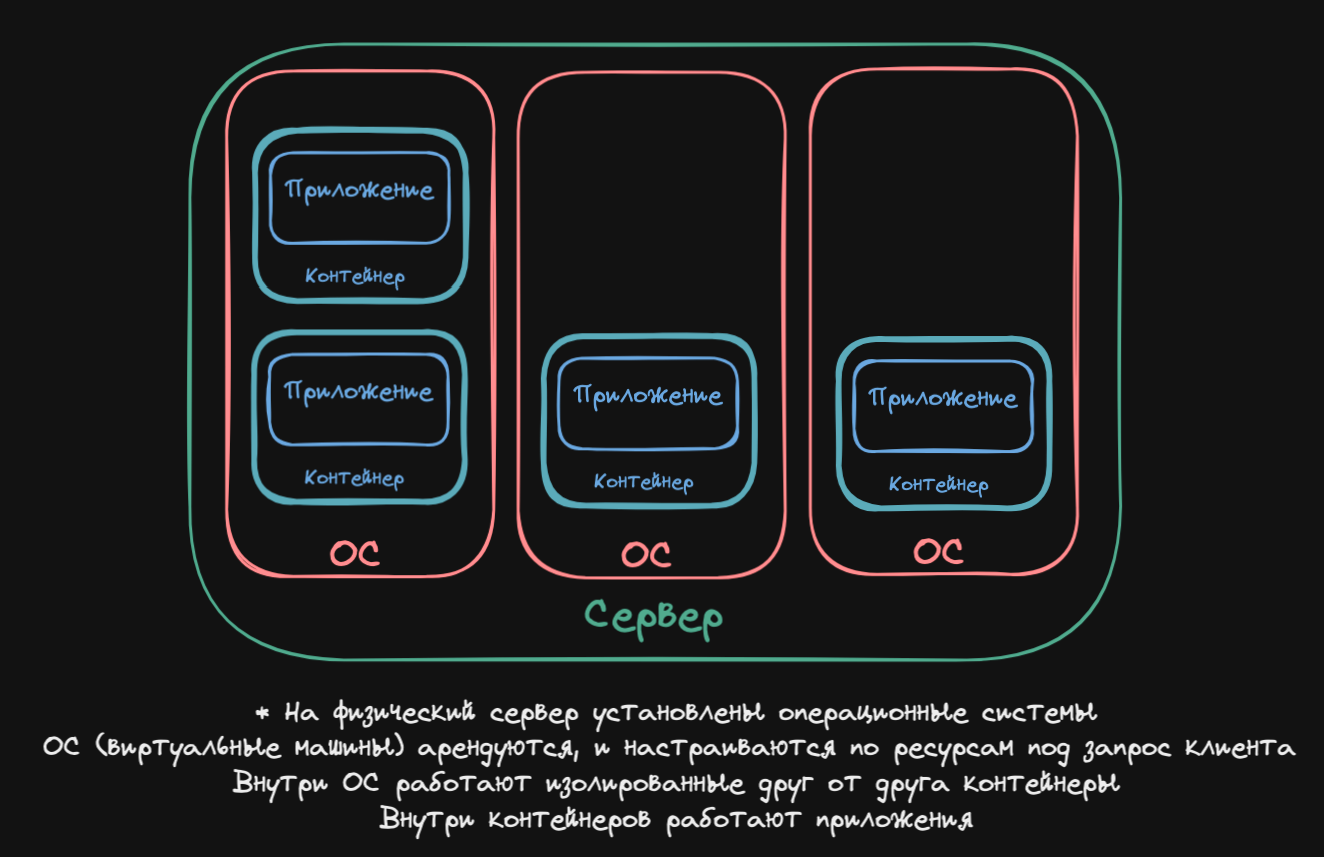 Приложение
Контейнер
Приложение
Контейнер
ОС
Приложение
Контейнер
ОС
Приложение
Контейнер
ОС
Сервер
* На физический сервер установлены операционные системы
ОС (виртуальные машины) арендуются, и настраиваются по ресурсам под запрос клиента
Внутри ОС работают изолированные друг от друга контейнеры
Внутри контейнеров работают приложения